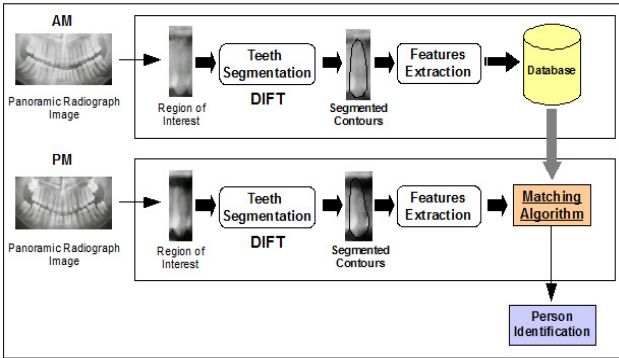 AM
Panoramic Radiograph
Image
Region of
Interest
Teeth
Segmentation
DIFT
Segmented
Contours
Features
Extraction
Database
PM
Panoramic Radiograph
Image
Region of
Interest
Teeth
Segmentation
DIFT
Segmented
Contours
Features
Extraction
Matching
Algorithm
Person
Identification